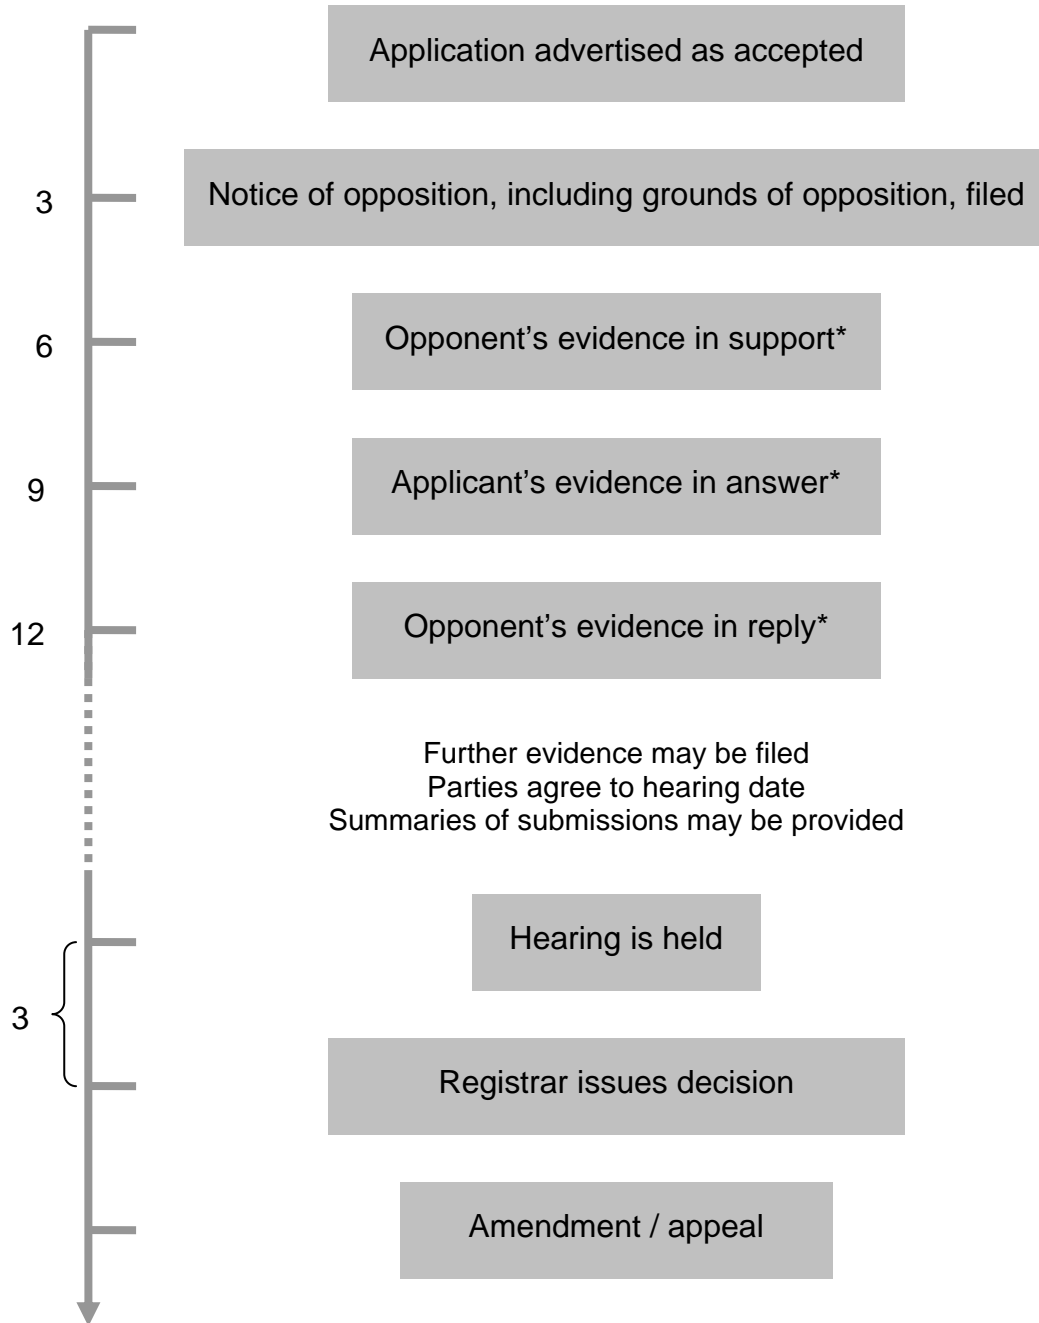 Application advertised as accepted
3
Notice of opposition, including grounds of opposition, filed
6
Opponent’s evidence in support*
9
Applicant’s evidence in answer*
12
Opponent’s evidence in reply*
Further evidence may be filed
Parties agree to hearing date
Summaries of submissions may be provided
Hearing is held
3
Registrar issues decision
Amendment / appeal